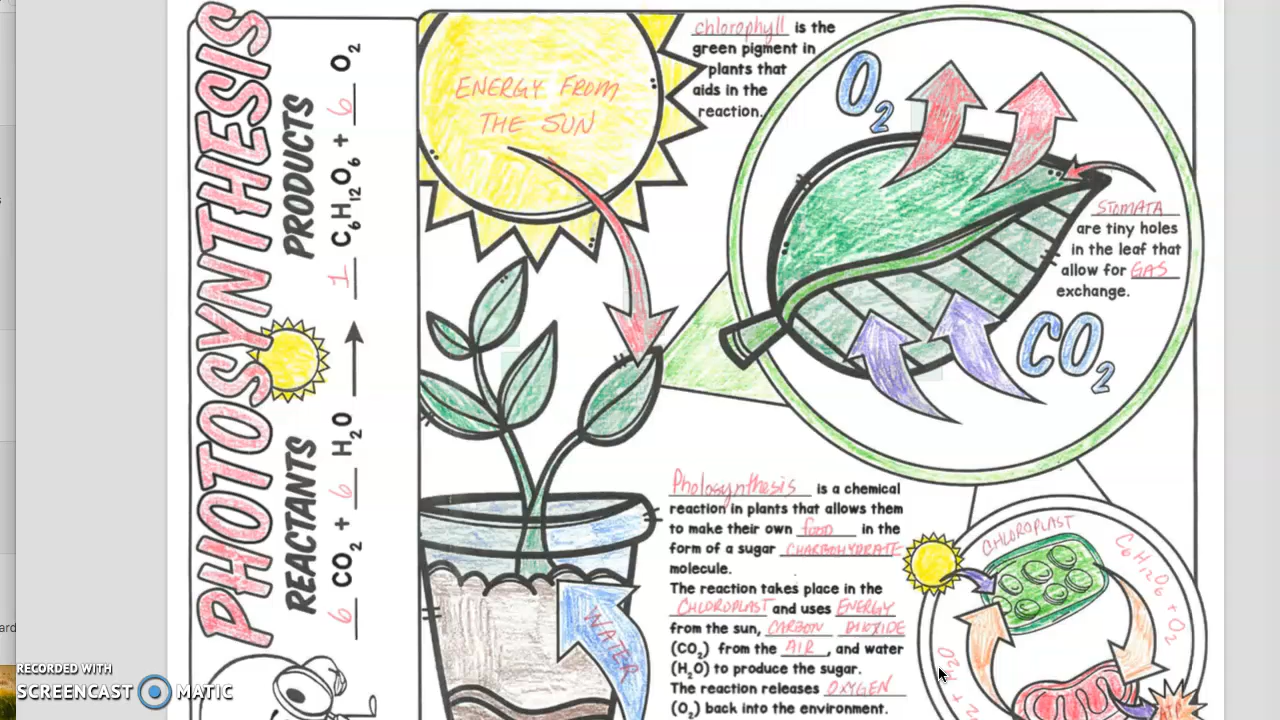 PHOTOSYNTHESIS
REACTANTS PRODUCTS
6 CO2 + 6 H2O → 1 C6H12O6 + 6 O2
ENERGY FROM
THE SUN
chlorophyll is the
green pigment in
plants that
aids in the
reaction.
O2
STOMATA
are tiny holes
in the leaf that
allow for GAS
exchange.
CO2
WATER
Photosynthesis is a chemical
reaction in plants that allows them
to make their own food in the
form of a sugar CHARBOHYDRATE
molecule.
The reaction takes place in the
CHLOROPLAST and uses ENERGY
from the sun, CARBON DIOXIDE
(CO2) from the AIR, and water
(H2O) to produce the sugar.
The reaction releases OXYGEN
(O2) back into the environment.
CHLOROPLAST
C6H12O6 + O2
+ H2O
RECORDED WITH
SCREENCAST MATIC